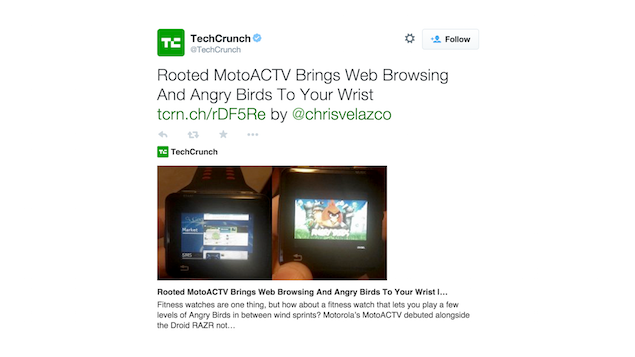 TechCrunch
@TechCrunch
Follow
Rooted MotoACTV Brings Web Browsing
And Angry Birds To Your Wrist
tcrn.ch/rDF5Re by @chrisvelazco
TC TechCrunch
Market
Rooted MotoACTV Brings Web Browsing And Angry Birds To Your Wrist I...
Fitness watches are one thing, but how about a fitness watch that lets you play a few
levels of Angry Birds in between wind sprints? Motorola's MotoACTV debuted alongside
the Droid RAZR not...